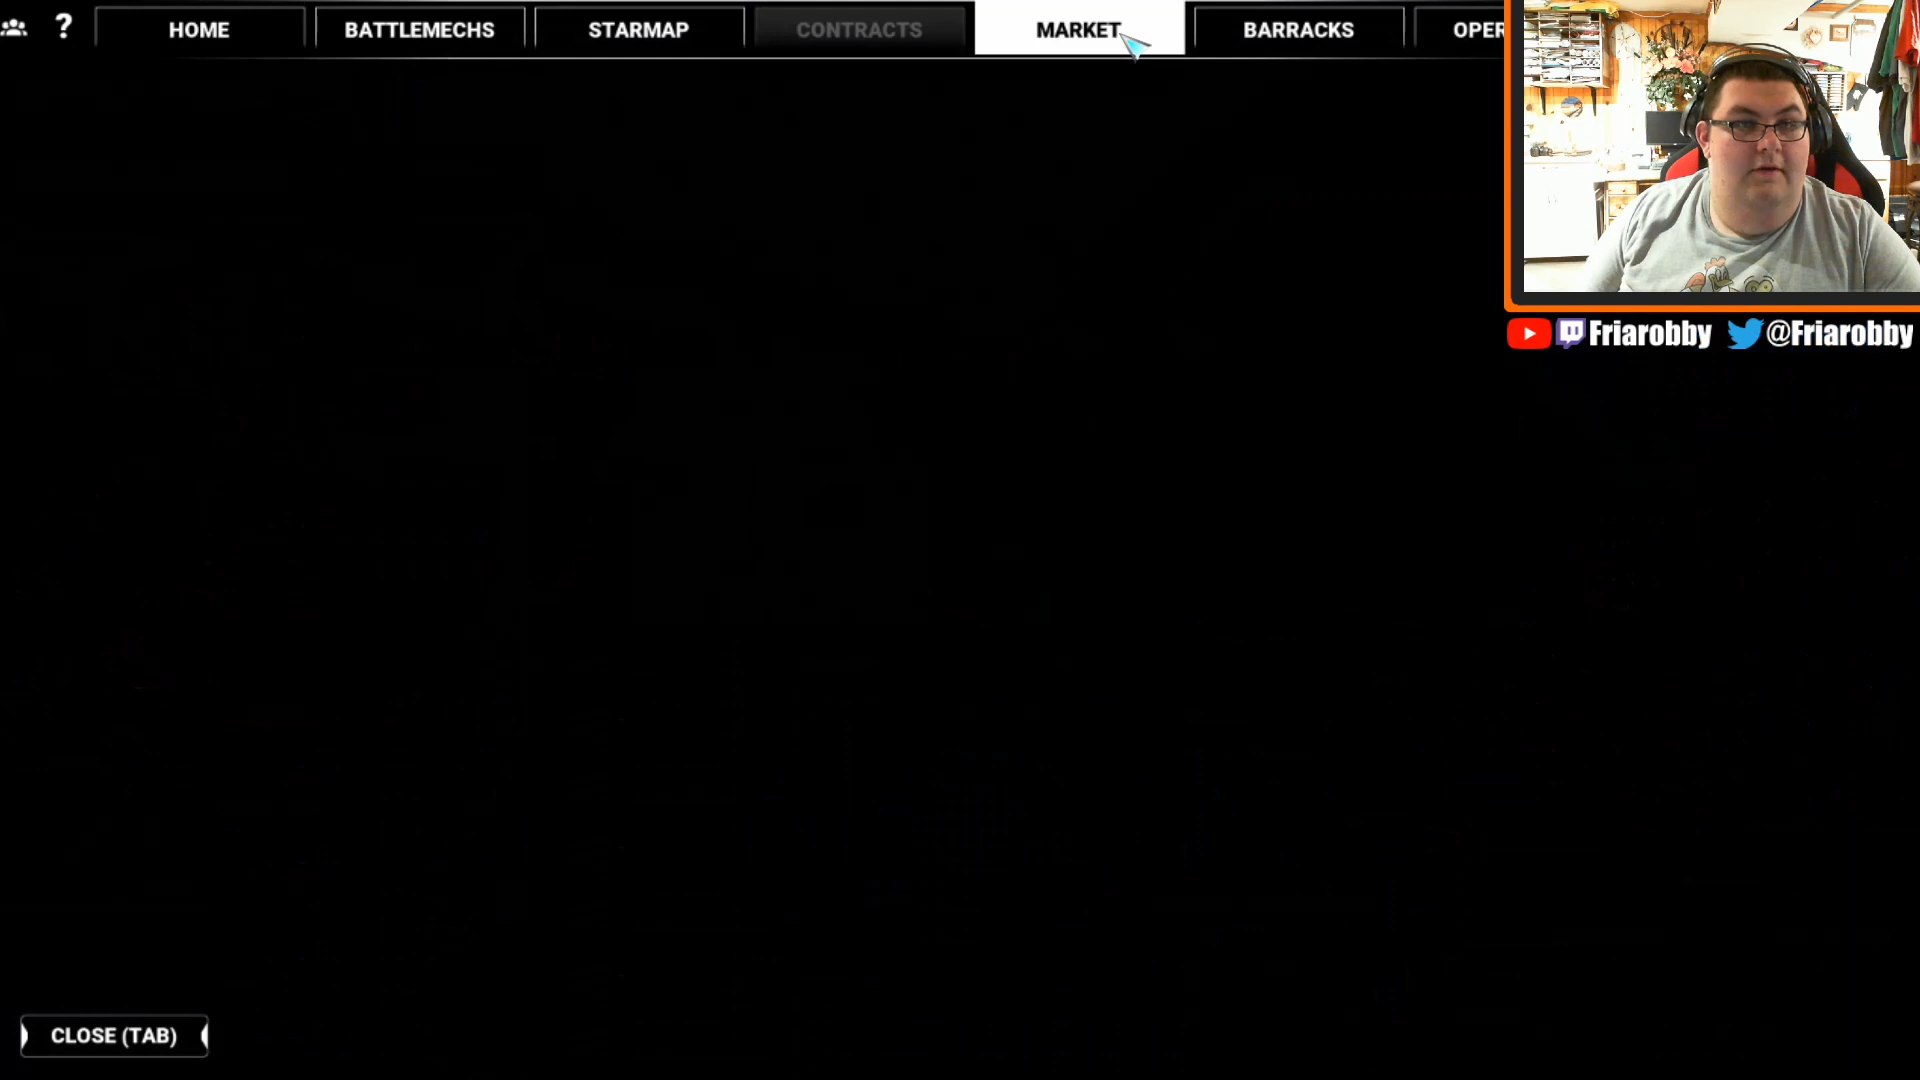 ?
HOME
BATTLEMECHS
STARMAP
CONTRACTS
MARKET
BARRACKS
OPER
Friarobby
@Friarobby
CLOSE (TAB)